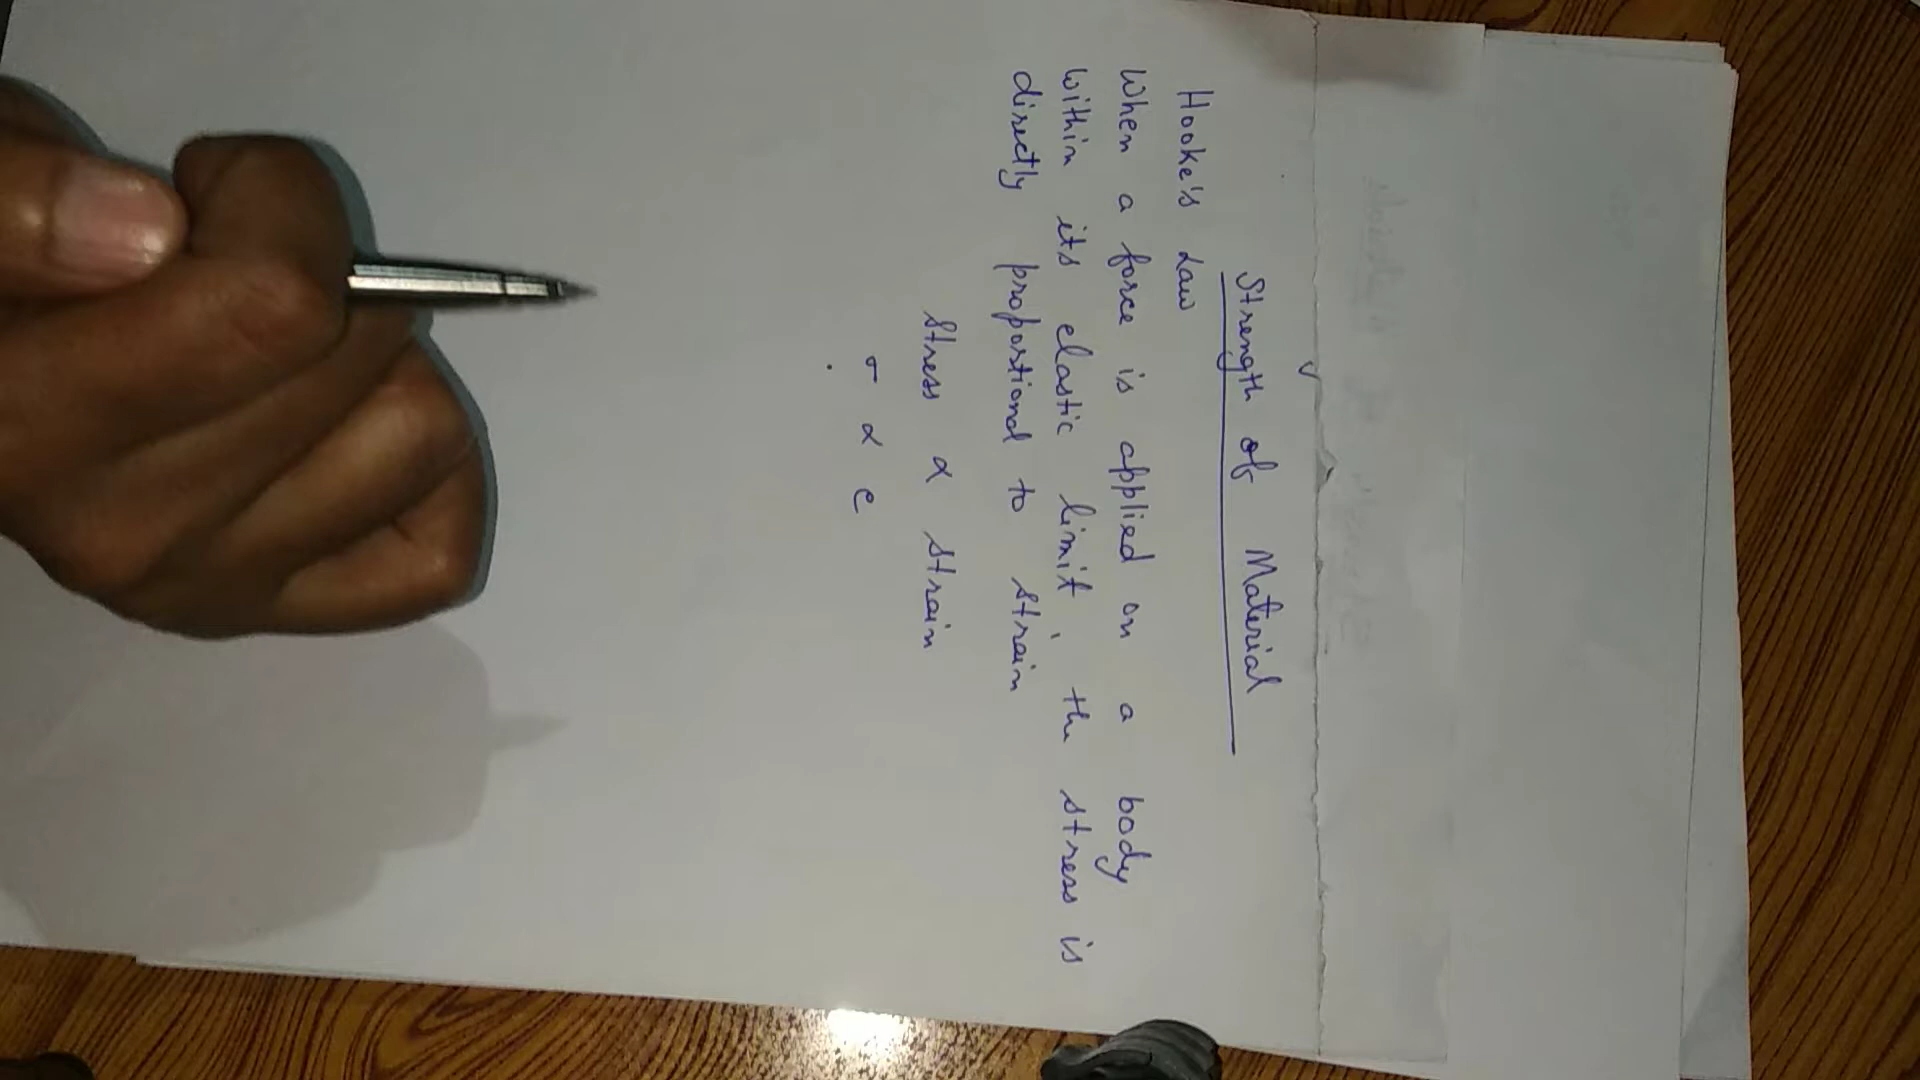 Strength of Material
Hooke's Law
When a force is applied on a body
within its elastic limit, the stress is
directly proportional to strain
Stress α strain
σ α e